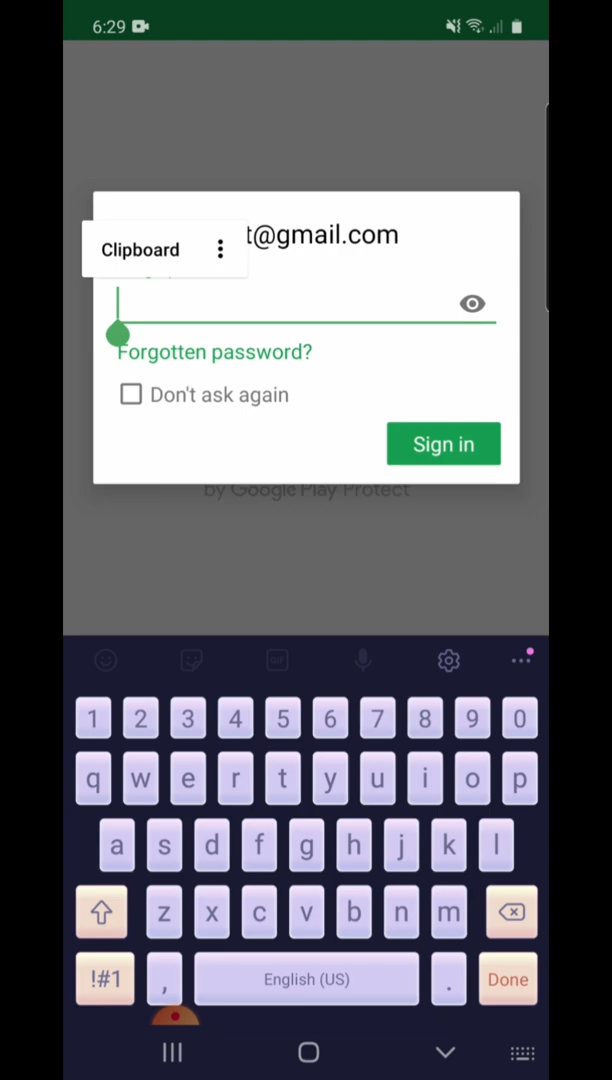 6:29
t@gmail.com
Clipboard
Forgotten password?
Don't ask again
Sign in
by Google Play Protect
GIF
1 2 3 4 5 6 7 8 9 0
q w e r t y u i o p
a s d f g h j k l
z x c v b n m
!#1 , English (US) . Done